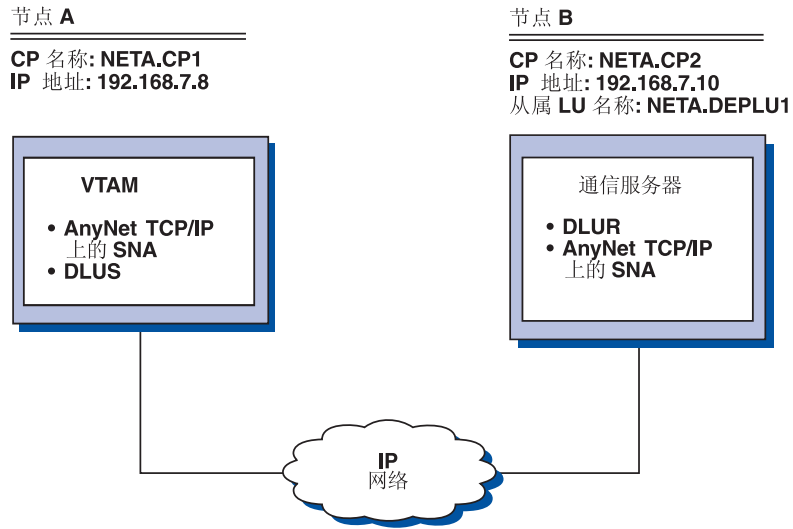 节点 A
CP 名称: NETA.CP1
IP 地址: 192.168.7.8
VTAM
• AnyNet TCP/IP
上的 SNA
• DLUS
节点 B
CP 名称: NETA.CP2
IP 地址: 192.168.7.10
从属 LU 名称: NETA.DEPLU1
通信服务器
• DLUR
• AnyNet TCP/IP
上的 SNA
IP
网络